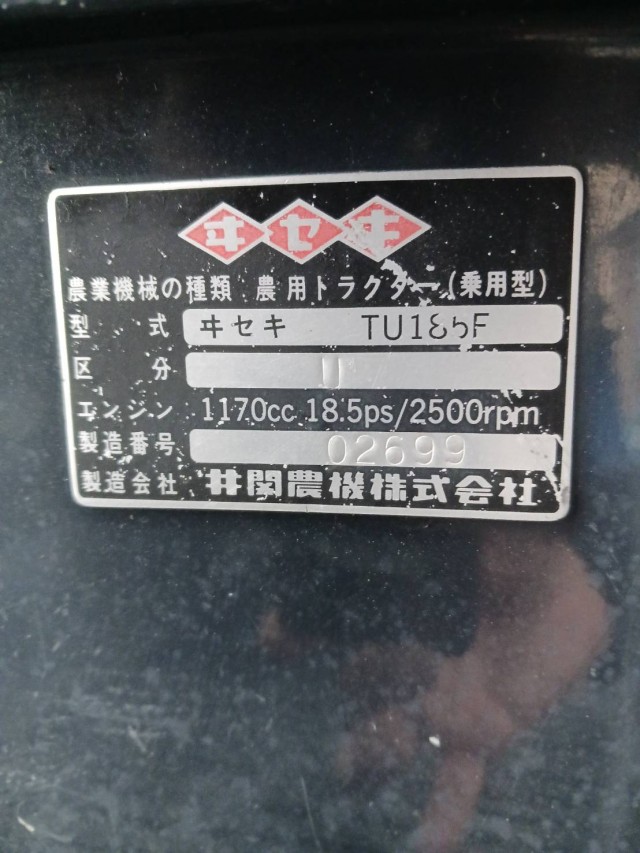 ヰセキ
農業機械の種類 農用トラクター(乗用型)
型式 ヰセキ TU185F
区分 U
エンジン 1170cc 18.5ps/2500rpm
製造番号 02699
製造会社 井関農機株式会社